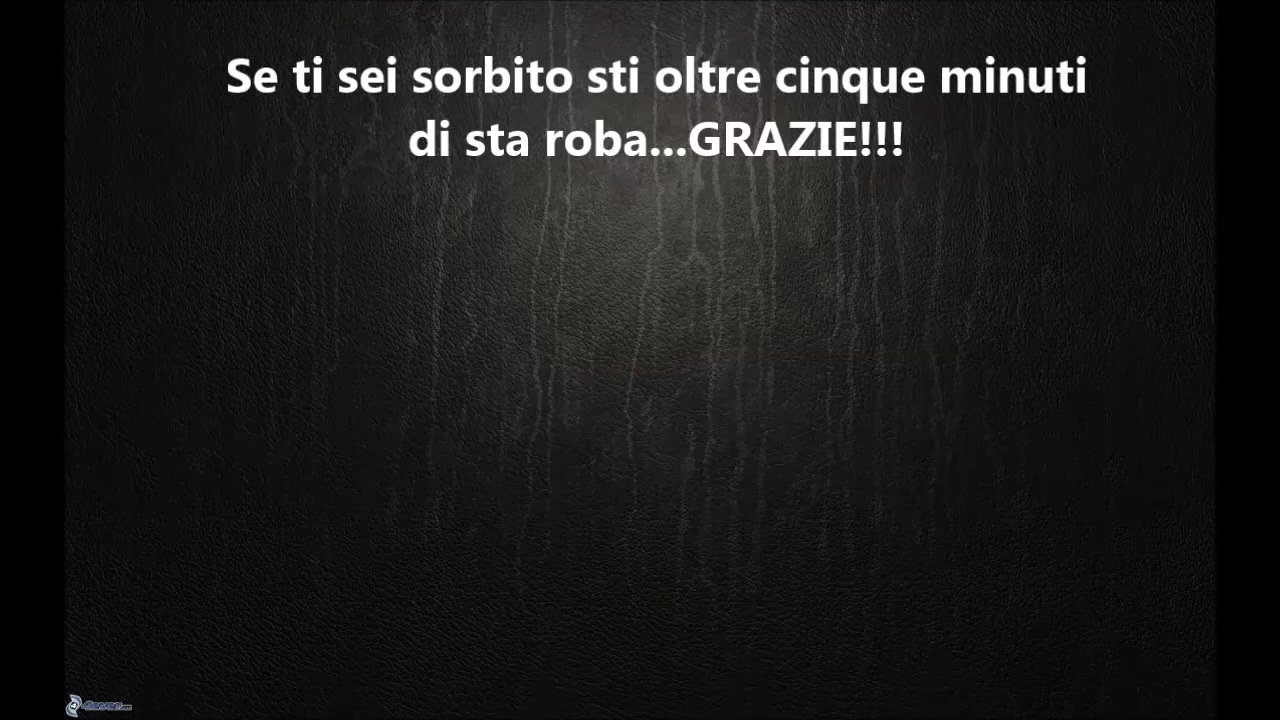 Se ti sei sorbito sti oltre cinque minuti
di sta roba...GRAZIE!!!